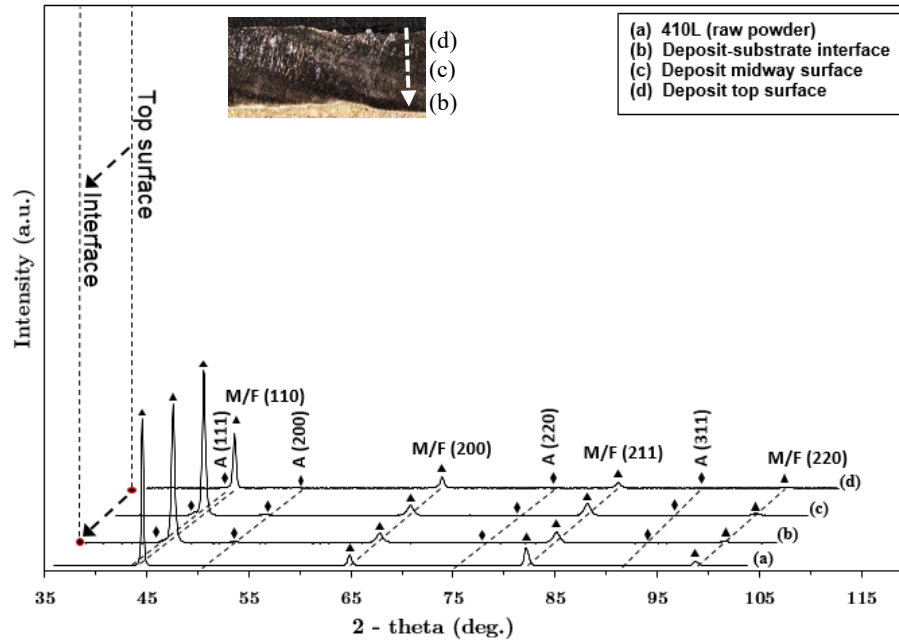 (d)
(c)
(b)
(a) 410L (raw powder)
(b) Deposit-substrate interface
(c) Deposit midway surface
(d) Deposit top surface
Top surface
Interface
Intensity (a.u.)
M/F (110)
A (111)
A (200)
M/F (200)
A (220)
M/F (211)
A (311)
M/F (220)
(d)
(c)
(b)
(a)
35 45 55 65 75 85 95 105 115
2 - theta (deg.)